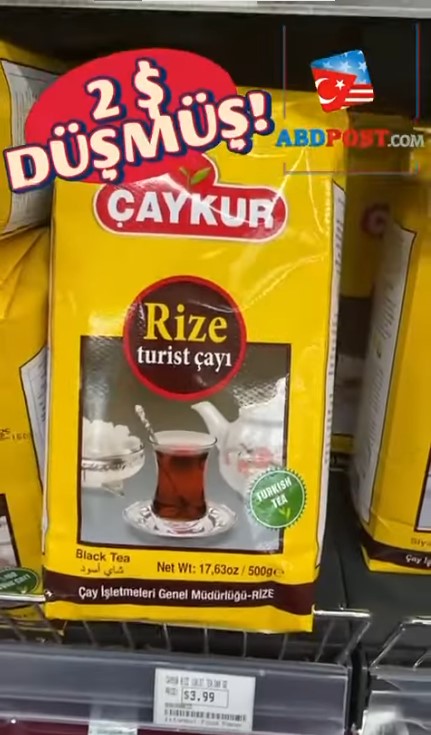 2 $
DÜŞMÜŞ!
ABDPOST.COM
ÇAYKUR
Rize
turist çayı
TURKISH
TEA
Black Tea
شاي أسود
Net Wt: 17,63oz / 500g e
Çay İşletmeleri Genel Müdürlüğü-RİZE
$3.99